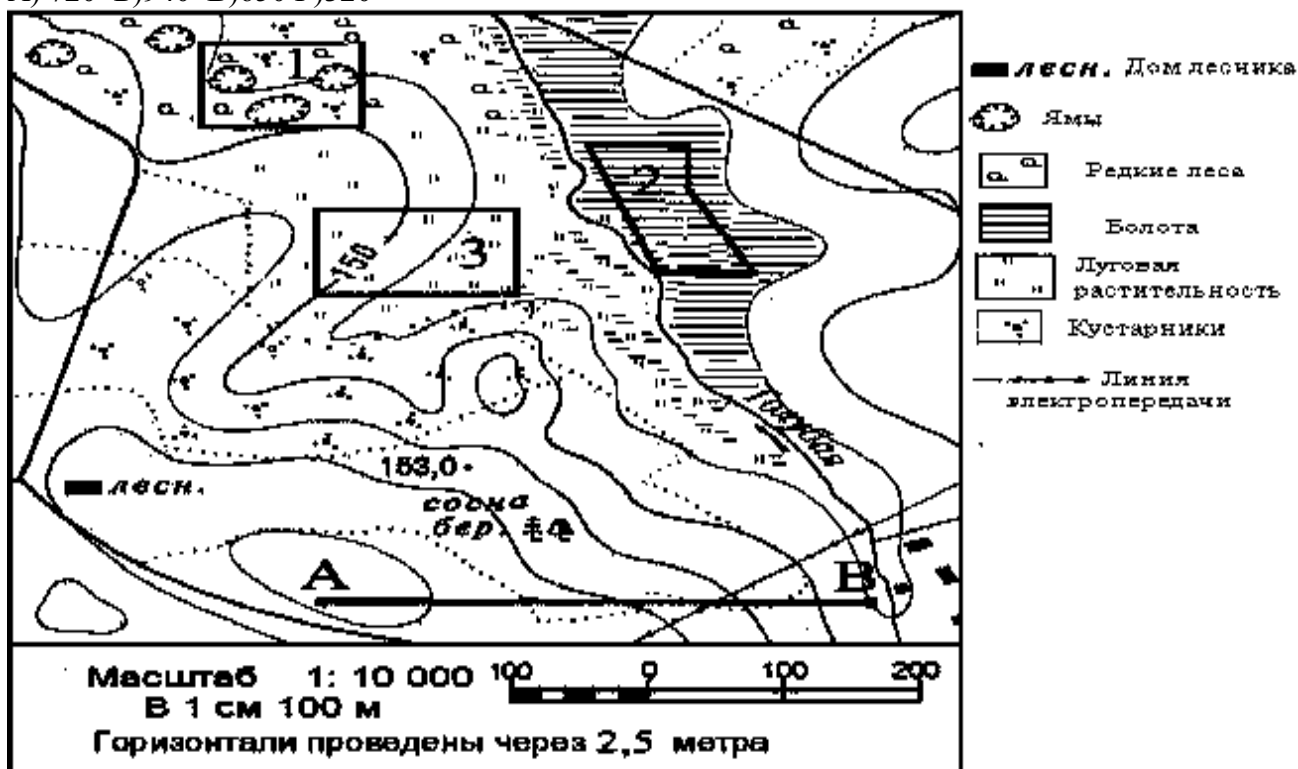 1
2
3
150
лесн.
153,0
сосна
бер.
Голубая
А
В
лесн. Дом лесника
Ямы
Редкие леса
Болота
Луговая
растительность
Кустарники
Линия
электропередачи
Масштаб 1: 10 000
В 1 см 100 м
100 0 100 200
Горизонтали проведены через 2,5 метра